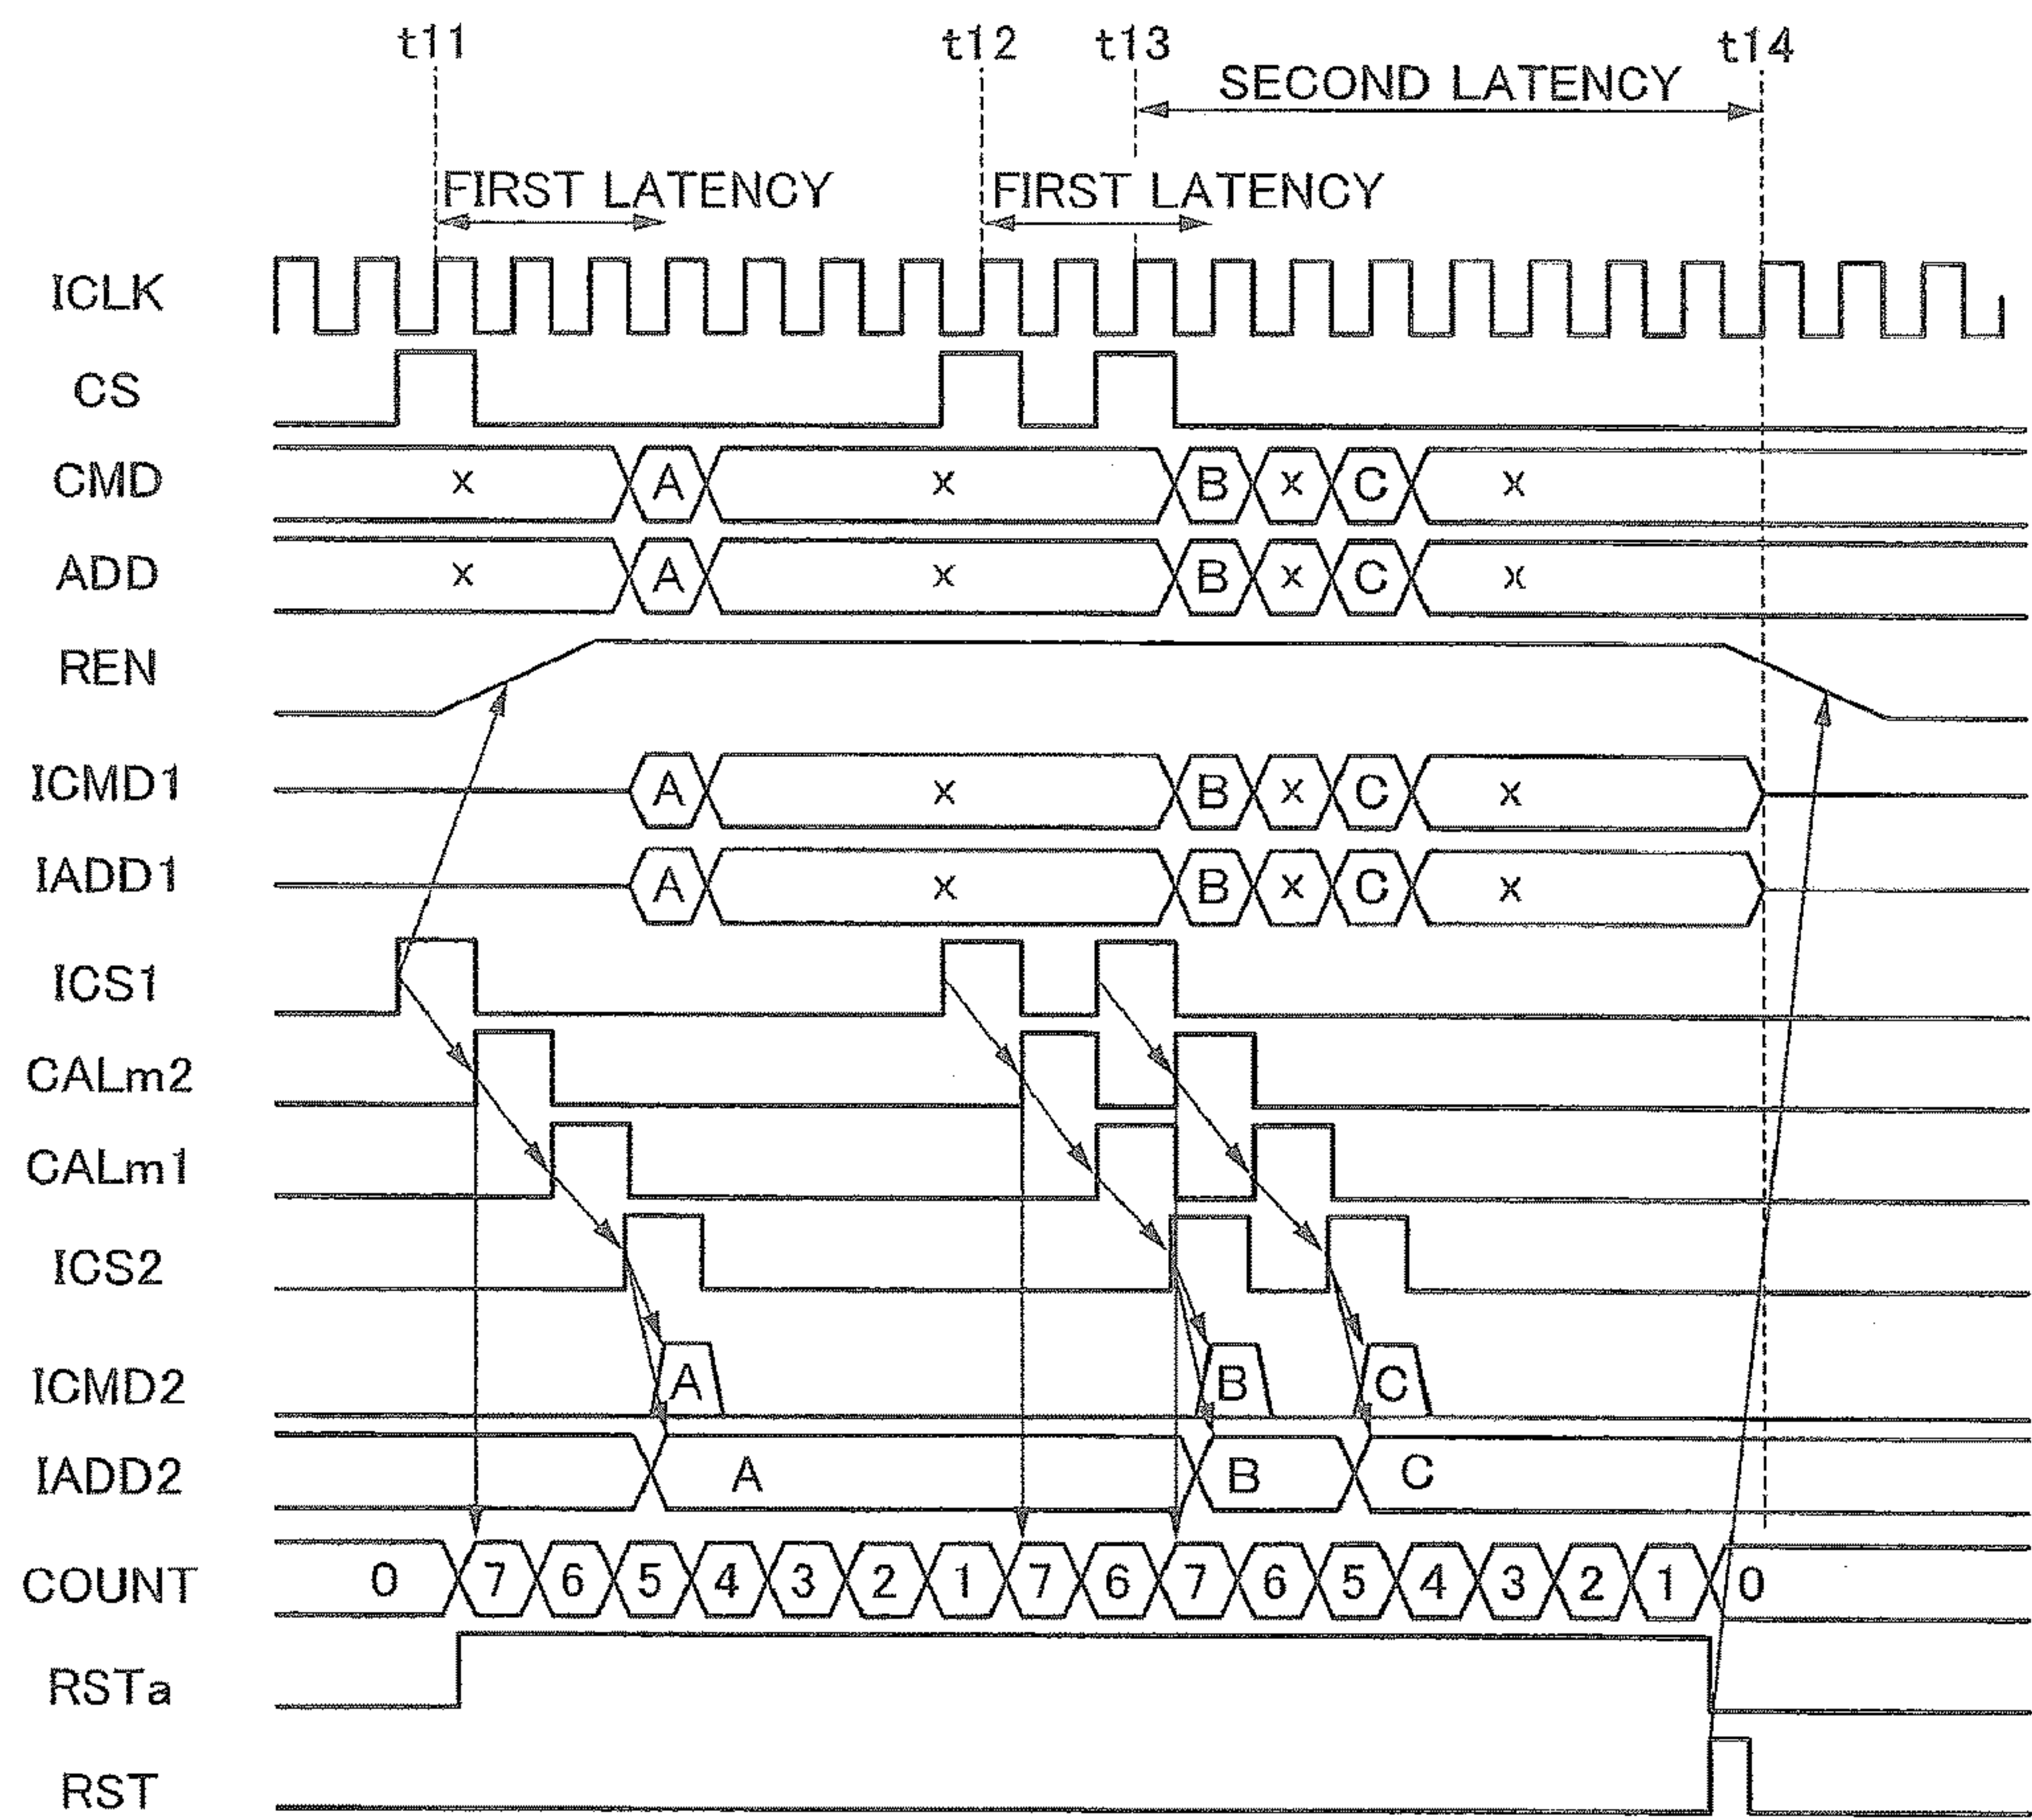 t11 t12 t13 t14
SECOND LATENCY
FIRST LATENCY FIRST LATENCY
ICLK
CS
CMD x A x B x C x
ADD x A x B x C x
REN
ICMD1 A x B x C x
IADD1 A x B x C x
ICS1
CALm2
CALm1
ICS2
ICMD2 A B C
IADD2 A B C
COUNT 0 7 6 5 4 3 2 1 7 6 7 6 5 4 3 2 1 0
RSTa
RST